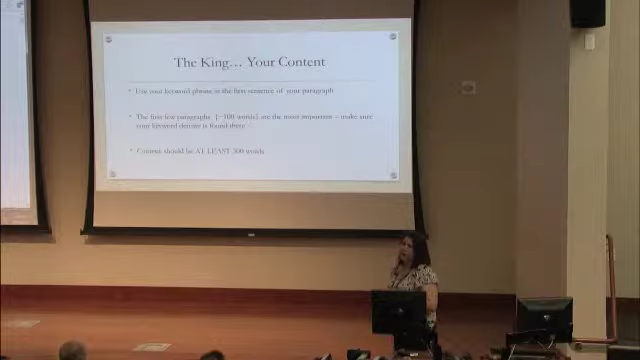 The King… Your Content
Use your keyword phrase in the first sentence of your paragraph
The first few paragraphs (~100 words) are the most important – make sure
your keyword density is found there
Content should be AT LEAST 300 words